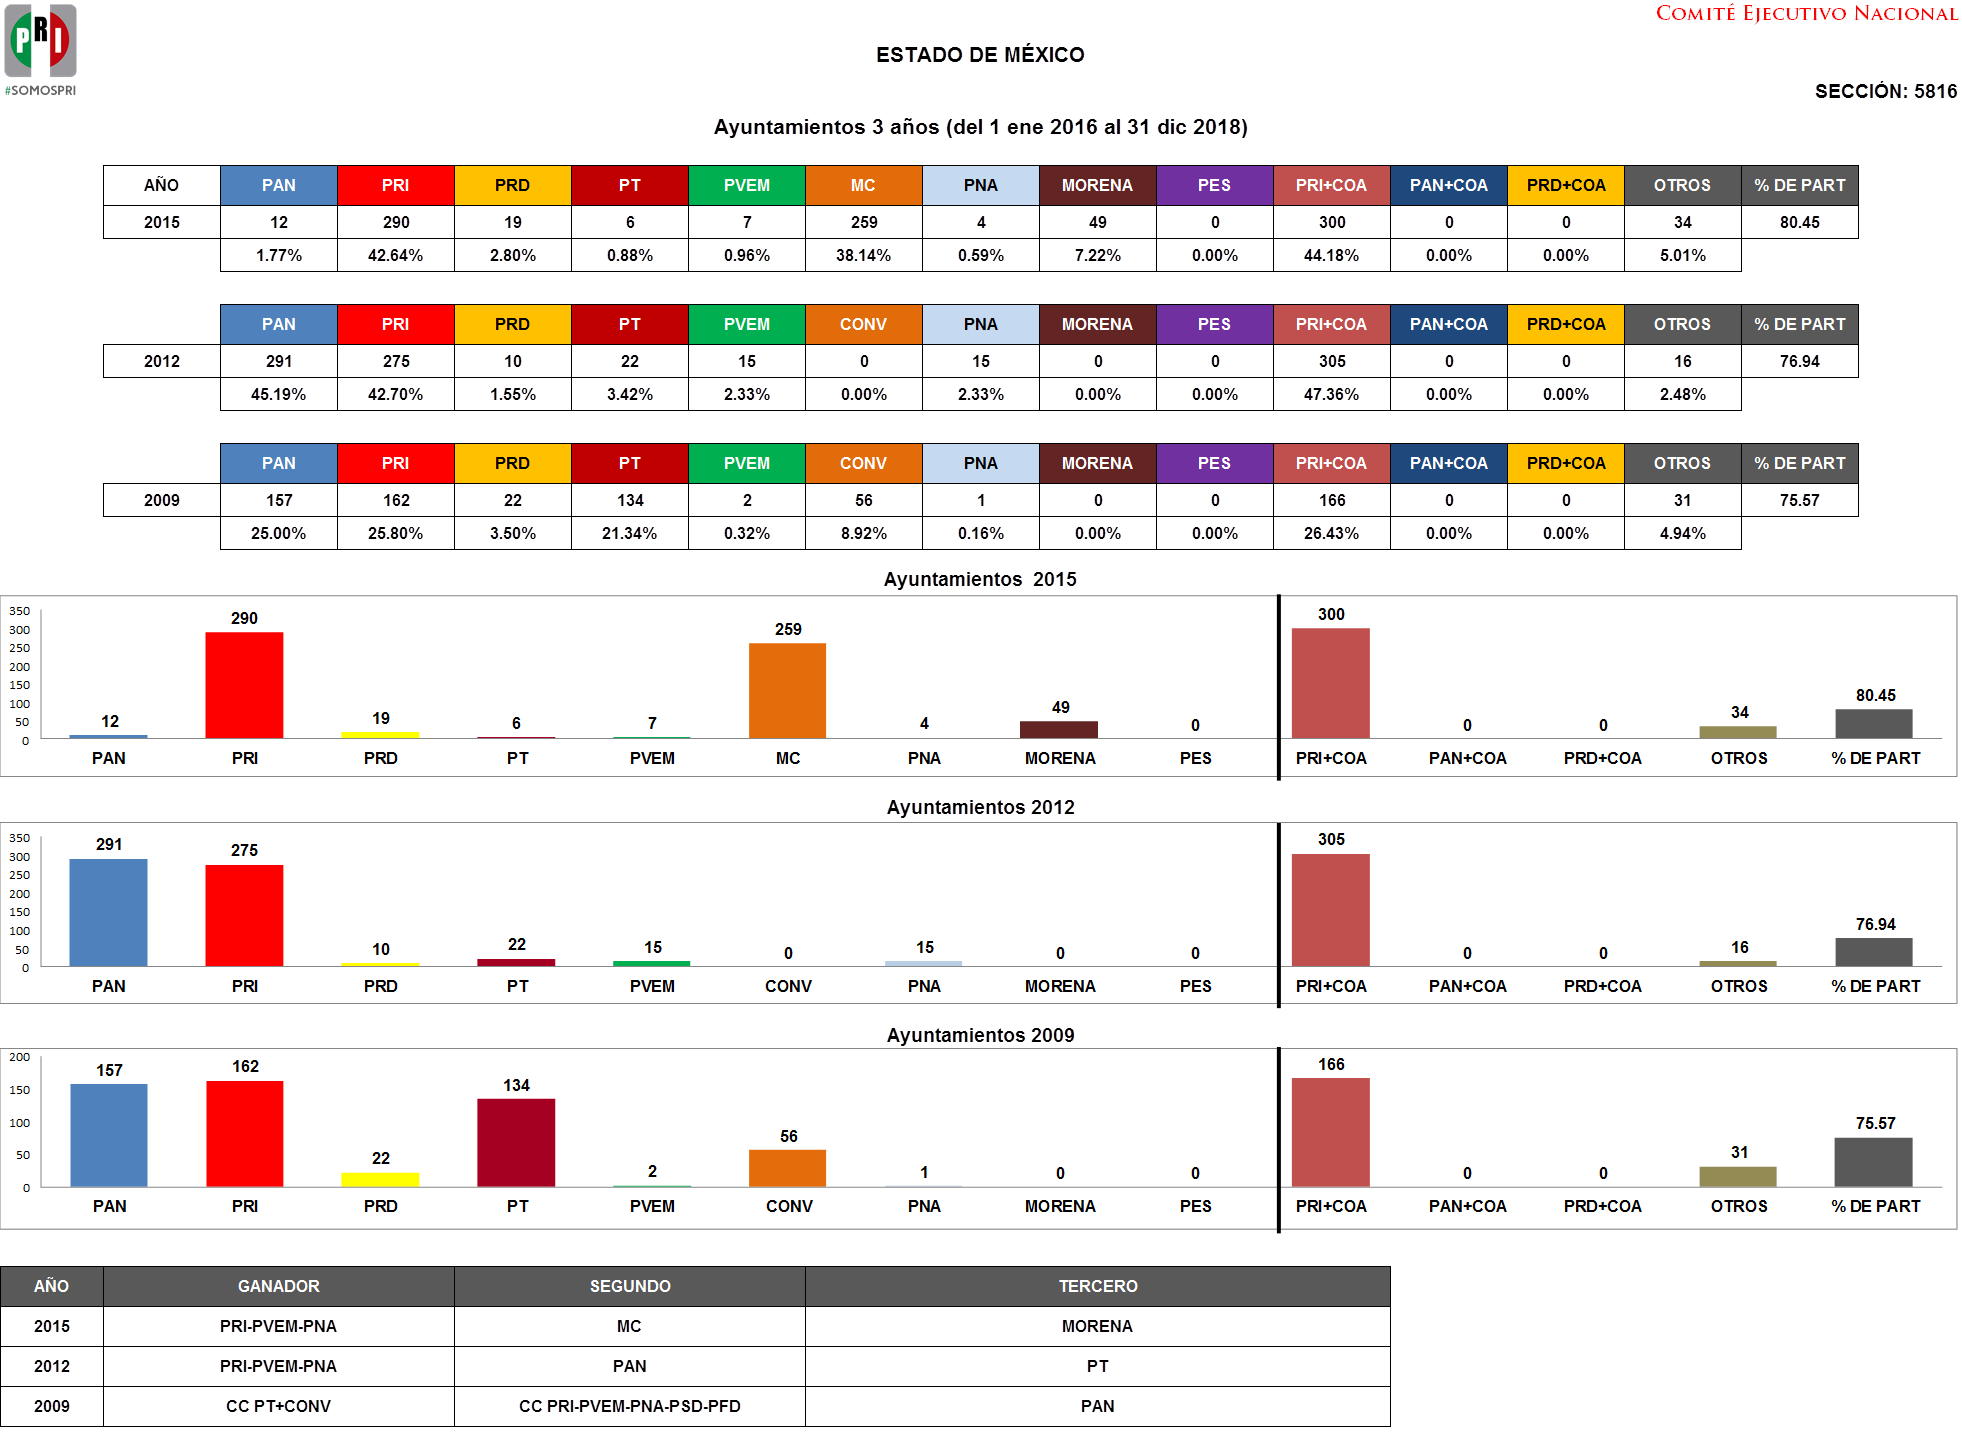 PRI
#SOMOSPRI
COMITÉ EJECUTIVO NACIONAL
ESTADO DE MÉXICO
SECCIÓN: 5816
Ayuntamientos 3 años (del 1 ene 2016 al 31 dic 2018)
AÑO PAN PRI PRD PT PVEM MC PNA MORENA PES PRI+COA PAN+COA PRD+COA OTROS % DE PART
2015 12 290 19 6 7 259 4 49 0 300 0 0 34 80.45
1.77% 42.64% 2.80% 0.88% 0.96% 38.14% 0.59% 7.22% 0.00% 44.18% 0.00% 0.00% 5.01%
PAN PRI PRD PT PVEM CONV PNA MORENA PES PRI+COA PAN+COA PRD+COA OTROS % DE PART
2012 291 275 10 22 15 0 15 0 0 305 0 0 16 76.94
45.19% 42.70% 1.55% 3.42% 2.33% 0.00% 2.33% 0.00% 0.00% 47.36% 0.00% 0.00% 2.48%
PAN PRI PRD PT PVEM CONV PNA MORENA PES PRI+COA PAN+COA PRD+COA OTROS % DE PART
2009 157 162 22 134 2 56 1 0 0 166 0 0 31 75.57
25.00% 25.80% 3.50% 21.34% 0.32% 8.92% 0.16% 0.00% 0.00% 26.43% 0.00% 0.00% 4.94%
Ayuntamientos 2015
350
300
250
200
150
100
50
0
12 290 19 6 7 259 4 49 0 300 0 0 34 80.45
PAN PRI PRD PT PVEM MC PNA MORENA PES PRI+COA PAN+COA PRD+COA OTROS % DE PART
Ayuntamientos 2012
350
300
250
200
150
100
50
0
291 275 10 22 15 0 15 0 0 305 0 0 16 76.94
PAN PRI PRD PT PVEM CONV PNA MORENA PES PRI+COA PAN+COA PRD+COA OTROS % DE PART
Ayuntamientos 2009
200
150
100
50
0
157 162 22 134 2 56 1 0 0 166 0 0 31 75.57
PAN PRI PRD PT PVEM CONV PNA MORENA PES PRI+COA PAN+COA PRD+COA OTROS % DE PART
AÑO GANADOR SEGUNDO TERCERO
2015 PRI-PVEM-PNA MC MORENA
2012 PRI-PVEM-PNA PAN PT
2009 CC PT+CONV CC PRI-PVEM-PNA-PSD-PFD PAN